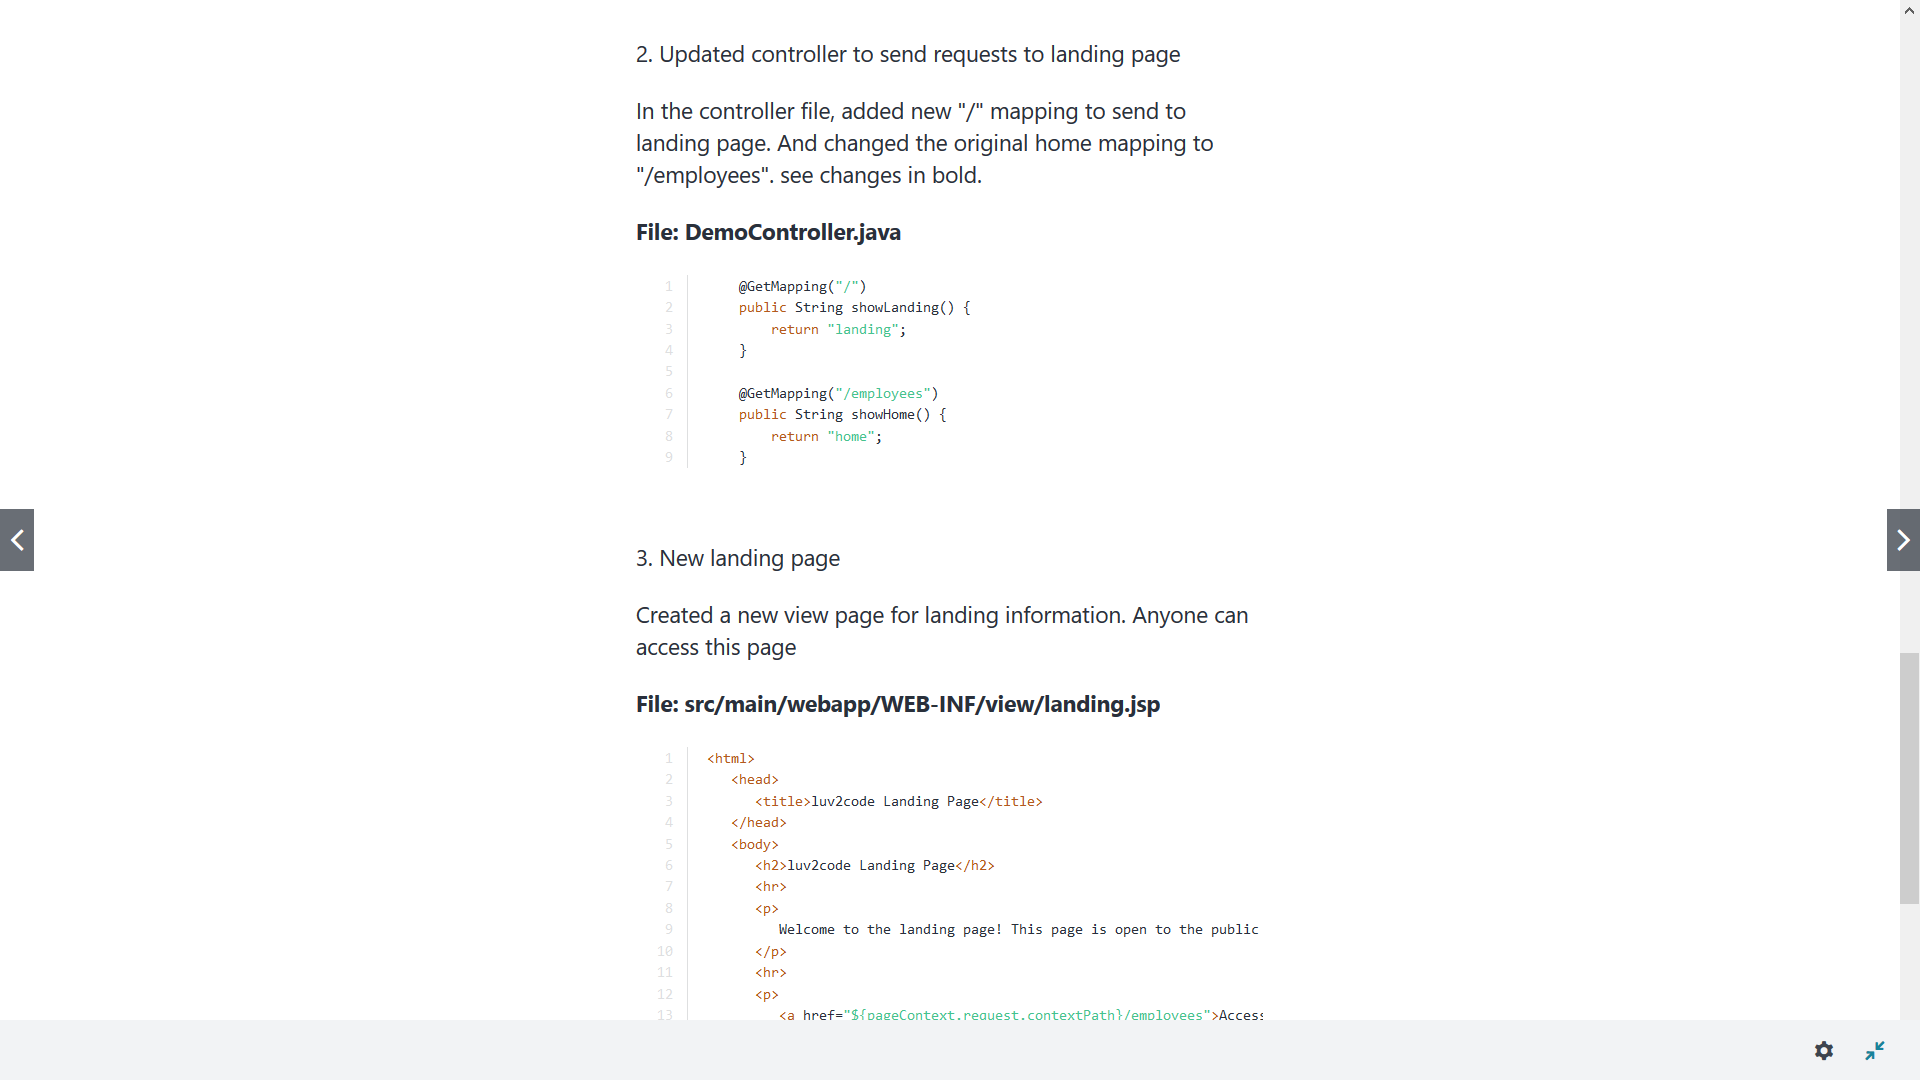 2. Updated controller to send requests to landing page
In the controller file, added new "/" mapping to send to
landing page. And changed the original home mapping to
"/employees". see changes in bold.
File: DemoController.java
1 @GetMapping("/")
2 public String showLanding() {
3 return "landing";
4 }
5
6 @GetMapping("/employees")
7 public String showHome() {
8 return "home";
9 }
3. New landing page
Created a new view page for landing information. Anyone can
access this page
File: src/main/webapp/WEB-INF/view/landing.jsp
1 <html>
2 <head>
3 <title>luv2code Landing Page</title>
4 </head>
5 <body>
6 <h2>luv2code Landing Page</h2>
7 <hr>
8 <p>
9 Welcome to the landing page! This page is open to the public
10 </p>
11 <hr>
12 <p>
13 <a href="${pageContext.request.contextPath}/employees">Access